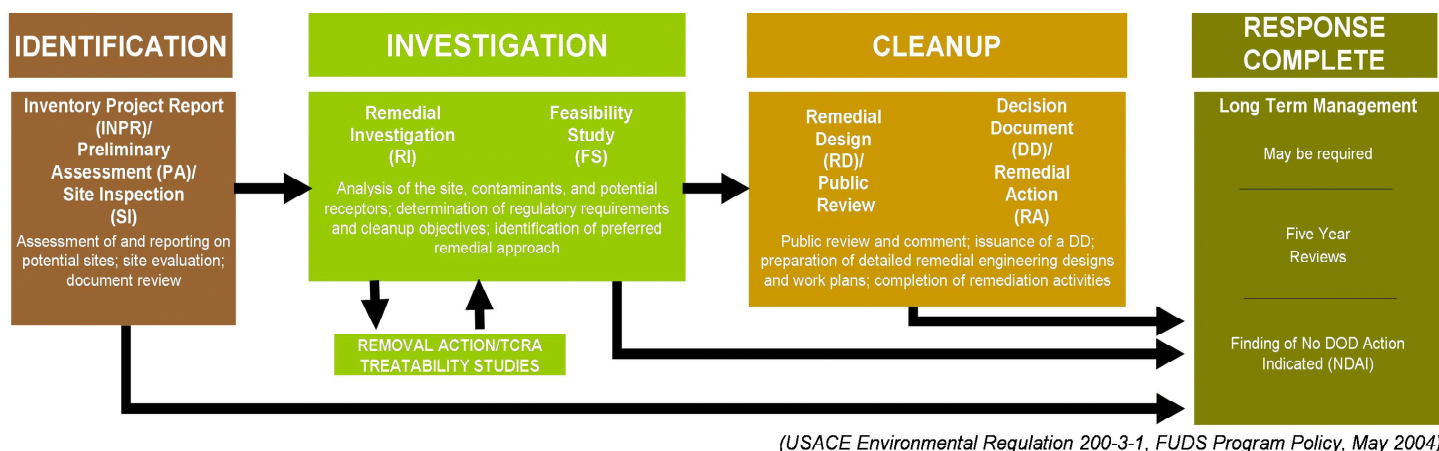 IDENTIFICATION
Inventory Project Report
(INPR)/
Preliminary
Assessment (PA)/
Site Inspection
(SI)
Assessment of and reporting on
potential sites; site evaluation;
document review
INVESTIGATION
Remedial
Investigation
(RI)
Feasibility
Study
(FS)
Analysis of the site, contaminants, and potential
receptors; determination of regulatory requirements
and cleanup objectives; identification of preferred
remedial approach
REMOVAL ACTION/TCRA
TREATABILITY STUDIES
CLEANUP
Remedial
Design
(RD)/
Public
Review
Decision
Document
(DD)/
Remedial
Action
(RA)
Public review and comment; issuance of a DD;
preparation of detailed remedial engineering designs
and work plans; completion of remediation activities
RESPONSE
COMPLETE
Long Term Management
May be required
Five Year
Reviews
Finding of No DOD Action
Indicated (NDAI)
(USACE Environmental Regulation 200-3-1, FUDS Program Policy, May 2004)